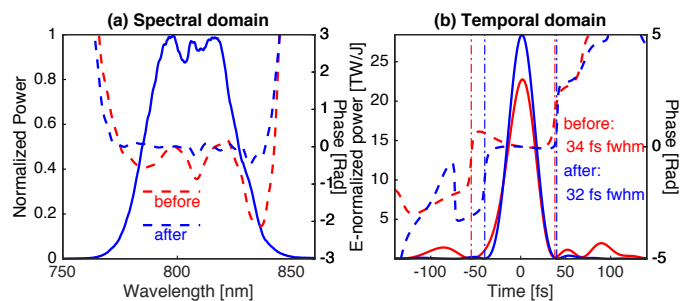 (a) Spectral domain
Normalized Power
1
0.8
0.6
0.4
0.2
0
3
2
1
0
-1
-2
-3
Phase [Rad]
before
after
750
800
850
Wavelength [nm]
(b) Temporal domain
E-normalized power [TW/J]
25
20
15
10
5
5
0
-5
Phase [Rad]
before:
34 fs fwhm
after:
32 fs fwhm
-100
-50
0
50
100
Time [fs]